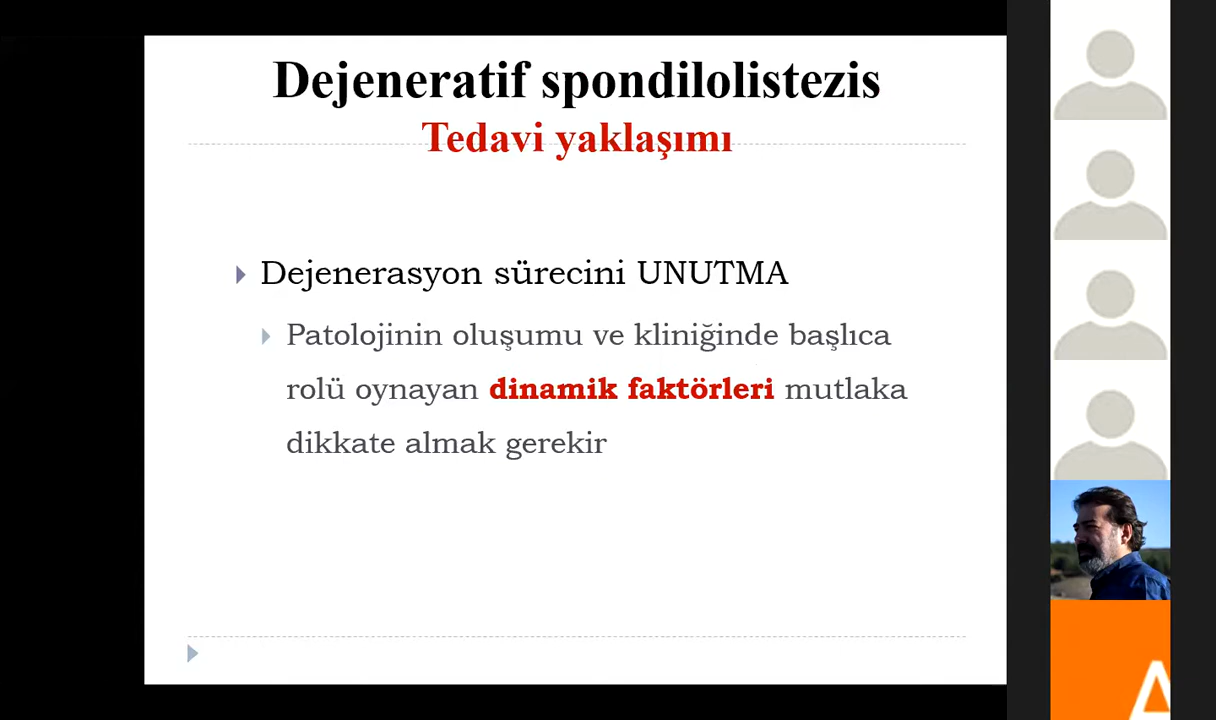 Dejeneratif spondilolistezis
Tedavi yaklaşımı
Dejenerasyon sürecini UNUTMA
Patolojinin oluşumu ve kliniğinde başlıca
rolü oynayan dinamik faktörleri mutlaka
dikkate almak gerekir
A